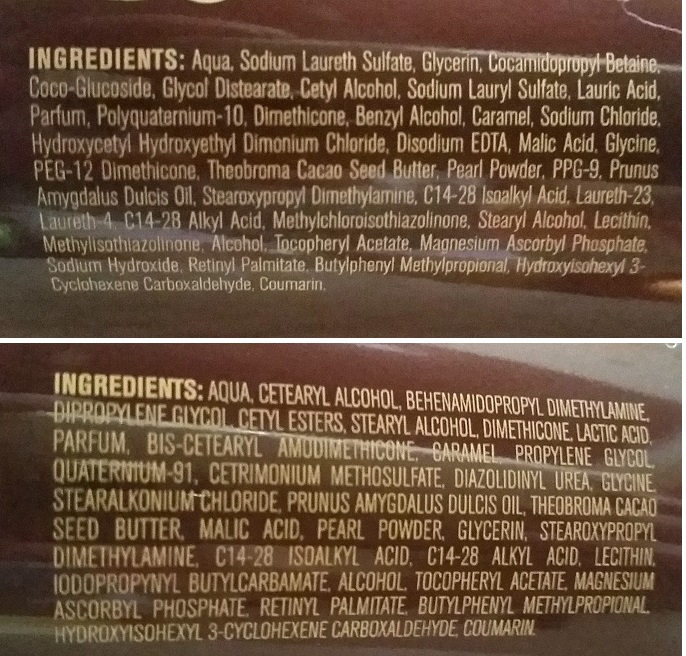 INGREDIENTS: Aqua, Sodium Laureth Sulfate, Glycerin, Cocamidopropyl Betaine,
Coco-Glucoside, Glycol Distearate, Cetyl Alcohol, Sodium Lauryl Sulfate, Lauric Acid,
Parfum, Polyquaternium-10, Dimethicone, Benzyl Alcohol, Caramel, Sodium Chloride,
Hydroxycetyl Hydroxyethyl Dimonium Chloride, Disodium EDTA, Malic Acid, Glycine,
PEG-12 Dimethicone, Theobroma Cacao Seed Butter, Pearl Powder, PPG-9, Prunus
Amygdalus Dulcis Oil, Stearoxypropyl Dimethylamine, C14-28 Isoalkyl Acid, Laureth-23,
Laureth-4, C14-28 Alkyl Acid, Methylchloroisothiazolinone, Stearyl Alcohol, Lecithin,
Methylisothiazolinone, Alcohol, Tocopheryl Acetate, Magnesium Ascorbyl Phosphate,
Sodium Hydroxide, Retinyl Palmitate, Butylphenyl Methylpropional, Hydroxyisohexyl 3-
Cyclohexene Carboxaldehyde, Coumarin.
INGREDIENTS: AQUA, CETEARYL ALCOHOL, BEHENAMIDOPROPYL DIMETHYLAMINE,
DIPROPYLENE GLYCOL, CETYL ESTERS, STEARYL ALCOHOL, DIMETHICONE, LACTIC ACID,
PARFUM, BIS-CETEARYL AMODIMETHICONE, CARAMEL, PROPYLENE GLYCOL,
QUATERNIUM-91, CETRIMONIUM METHOSULFATE, DIAZOLIDINYL UREA, GLYCINE,
STEARALKONIUM CHLORIDE, PRUNUS AMYGDALUS DULCIS OIL, THEOBROMA CACAO
SEED BUTTER, MALIC ACID, PEARL POWDER, GLYCERIN, STEAROXYPROPYL
DIMETHYLAMINE, C14-28 ISOALKYL ACID, C14-28 ALKYL ACID, LECITHIN,
IODOPROPYNYL BUTYLCARBAMATE, ALCOHOL, TOCOPHERYL ACETATE, MAGNESIUM
ASCORBYL PHOSPHATE, RETINYL PALMITATE, BUTYLPHENYL METHYLPROPIONAL,
HYDROXYISOHEXYL 3-CYCLOHEXENE CARBOXALDEHYDE, COUMARIN.